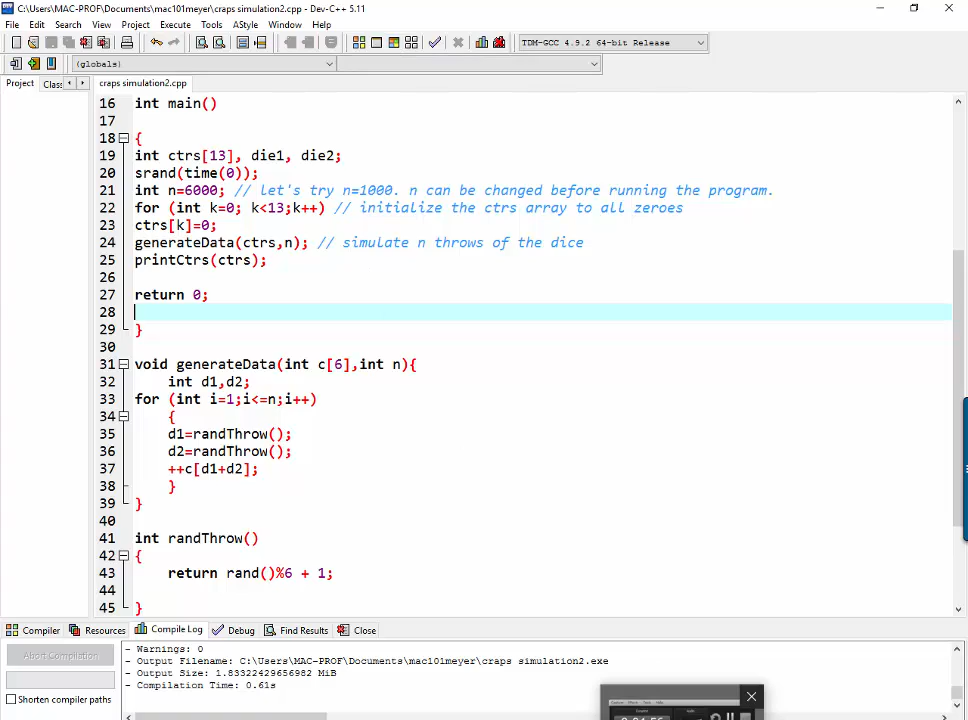 C:\Users\MAC-PROF\Documents\mac101meyer\craps simulation2.cpp - Dev-C++ 5.11
File Edit Search View Project Execute Tools AStyle Window Help
TDM-GCC 4.9.2 64-bit Release
(globals)
Project Clas craps simulation2.cpp
16 int main()
17
18 {
19 int ctrs[13], die1, die2;
20 srand(time(0));
21 int n=6000; // let's try n=1000. n can be changed before running the program.
22 for (int k=0; k<13;k++) // initialize the ctrs array to all zeroes
23 ctrs[k]=0;
24 generateData(ctrs,n); // simulate n throws of the dice
25 printCtrs(ctrs);
26
27 return 0;
28
29 }
30
31 void generateData(int c[6],int n){
32 int d1,d2;
33 for (int i=1;i<=n;i++)
34 {
35 d1=randThrow();
36 d2=randThrow();
37 ++c[d1+d2];
38 }
39 }
40
41 int randThrow()
42 {
43 return rand()%6 + 1;
44
45 }
Compiler Resources Compile Log Debug Find Results Close
Abort Compilation
Shorten compiler paths
- Warnings: 0
- Output Filename: C:\Users\MAC-PROF\Documents\mac101meyer\craps simulation2.exe
- Output Size: 1.83322429656982 MiB
- Compilation Time: 0.61s